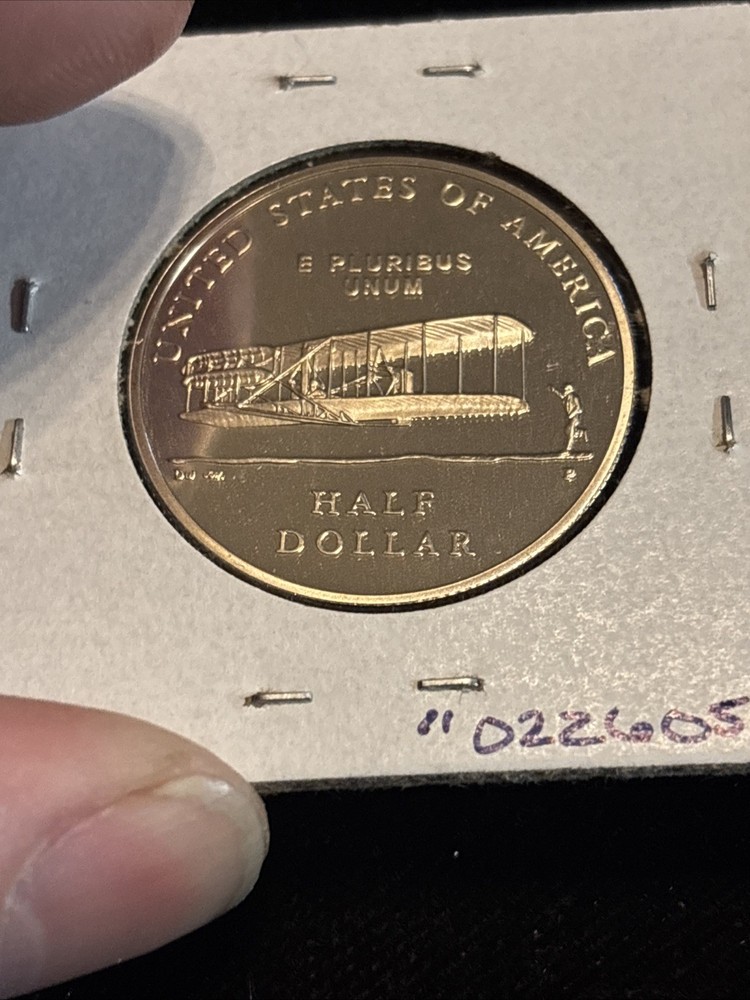 UNITED STATES OF AMERICA
E PLURIBUS
UNUM
HALF
DOLLAR
"022605